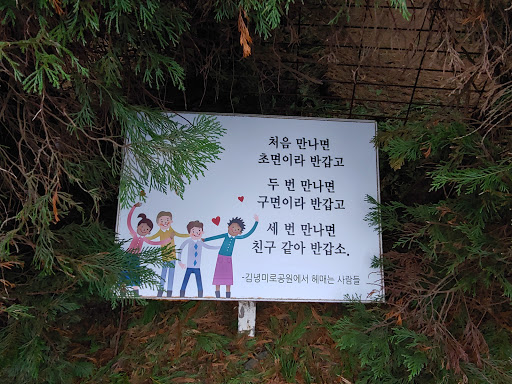 처음 만나면
초면이라 반갑고
두 번 만나면
구면이라 반갑고
세 번 만나면
친구 같아 반갑소.
-김녕미로공원에서 헤매는 사람들